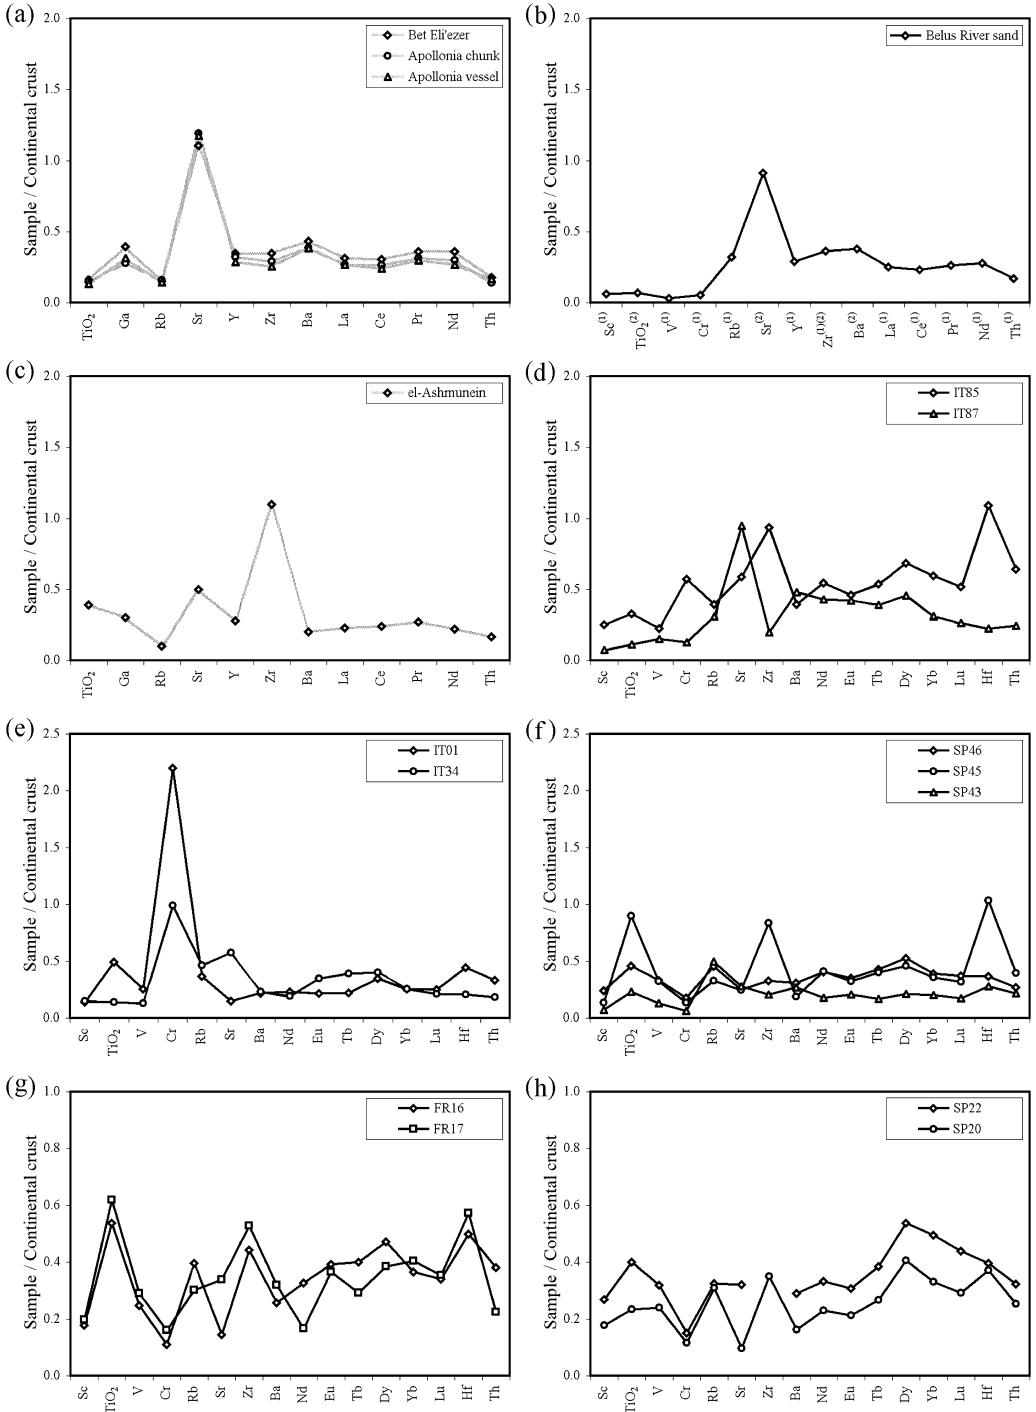 (a)
Sample / Continental crust
2.0
1.5
1.0
0.5
0.0
Bet Eli'ezer
Apollonia chunk
Apollonia vessel
TiO₂ Ga Rb Sr Y Zr Ba La Ce Pr Nd Th
(b)
Sample / Continental crust
2.0
1.5
1.0
0.5
0.0
Belus River sand
Sc⁽¹⁾ TiO₂⁽²⁾ V⁽¹⁾ Cr⁽¹⁾ Rb⁽¹⁾ Sr⁽²⁾ Y⁽¹⁾ Zr⁽¹⁾⁽²⁾ Ba⁽²⁾ La⁽¹⁾ Ce⁽¹⁾ Pr⁽¹⁾ Nd⁽¹⁾ Th⁽¹⁾
(c)
Sample / Continental crust
2.0
1.5
1.0
0.5
0.0
el-Ashmunein
TiO₂ Ga Rb Sr Y Zr Ba La Ce Pr Nd Th
(d)
Sample / Continental crust
2.0
1.5
1.0
0.5
0.0
IT85
IT87
Sc TiO₂ V Cr Rb Sr Zr Ba Nd Eu Tb Dy Yb Lu Hf Th
(e)
Sample / Continental crust
2.5
2.0
1.5
1.0
0.5
0.0
IT01
IT34
Sc TiO₂ V Cr Rb Sr Ba Nd Eu Tb Dy Yb Lu Hf Th
(f)
Sample / Continental crust
2.5
2.0
1.5
1.0
0.5
0.0
SP46
SP45
SP43
Sc TiO₂ V Cr Rb Sr Zr Ba Nd Eu Tb Dy Yb Lu Hf Th
(g)
Sample / Continental crust
1.0
0.8
0.6
0.4
0.2
0.0
FR16
FR17
Sc TiO₂ V Cr Rb Sr Zr Ba Nd Eu Tb Dy Yb Lu Hf Th
(h)
Sample / Continental crust
1.0
0.8
0.6
0.4
0.2
0.0
SP22
SP20
Sc TiO₂ V Cr Rb Sr Zr Ba Nd Eu Tb Dy Yb Lu Hf Th